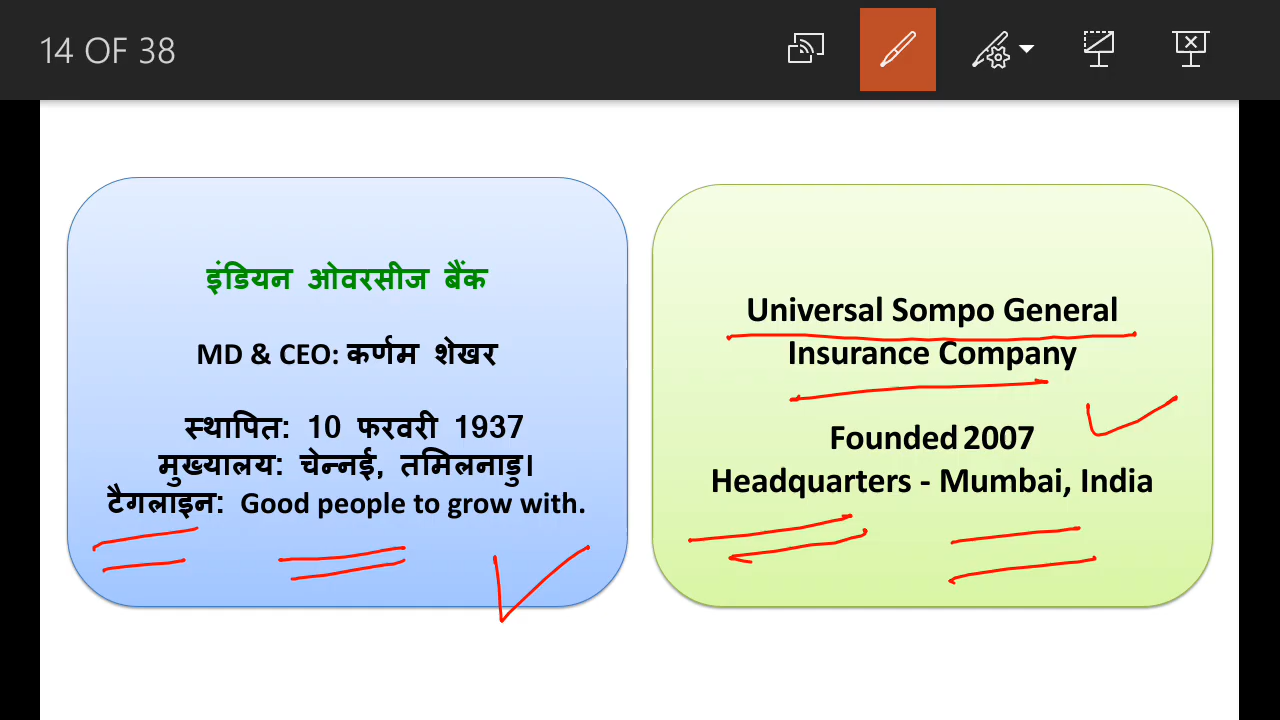 14 OF 38
इंडियन ओवरसीज बैंक
MD & CEO: कर्णम शेखर
स्थापित: 10 फरवरी 1937
मुख्यालय: चेन्नई, तमिलनाडु।
टैगलाइन: Good people to grow with.
Universal Sompo General
Insurance Company
Founded 2007
Headquarters - Mumbai, India